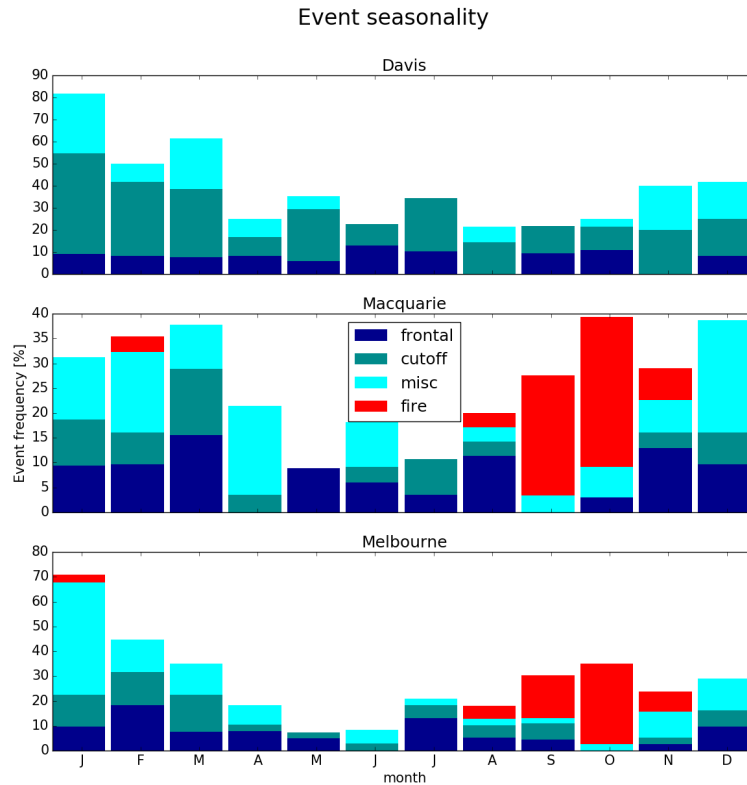 Event seasonality
Davis
90
80
70
60
50
40
30
20
10
0
Macquarie
40
35
30
25
20
15
10
5
0
Event frequency [%]
frontal
cutoff
misc
fire
Melbourne
80
70
60
50
40
30
20
10
0
J F M A M J J A S O N D
month